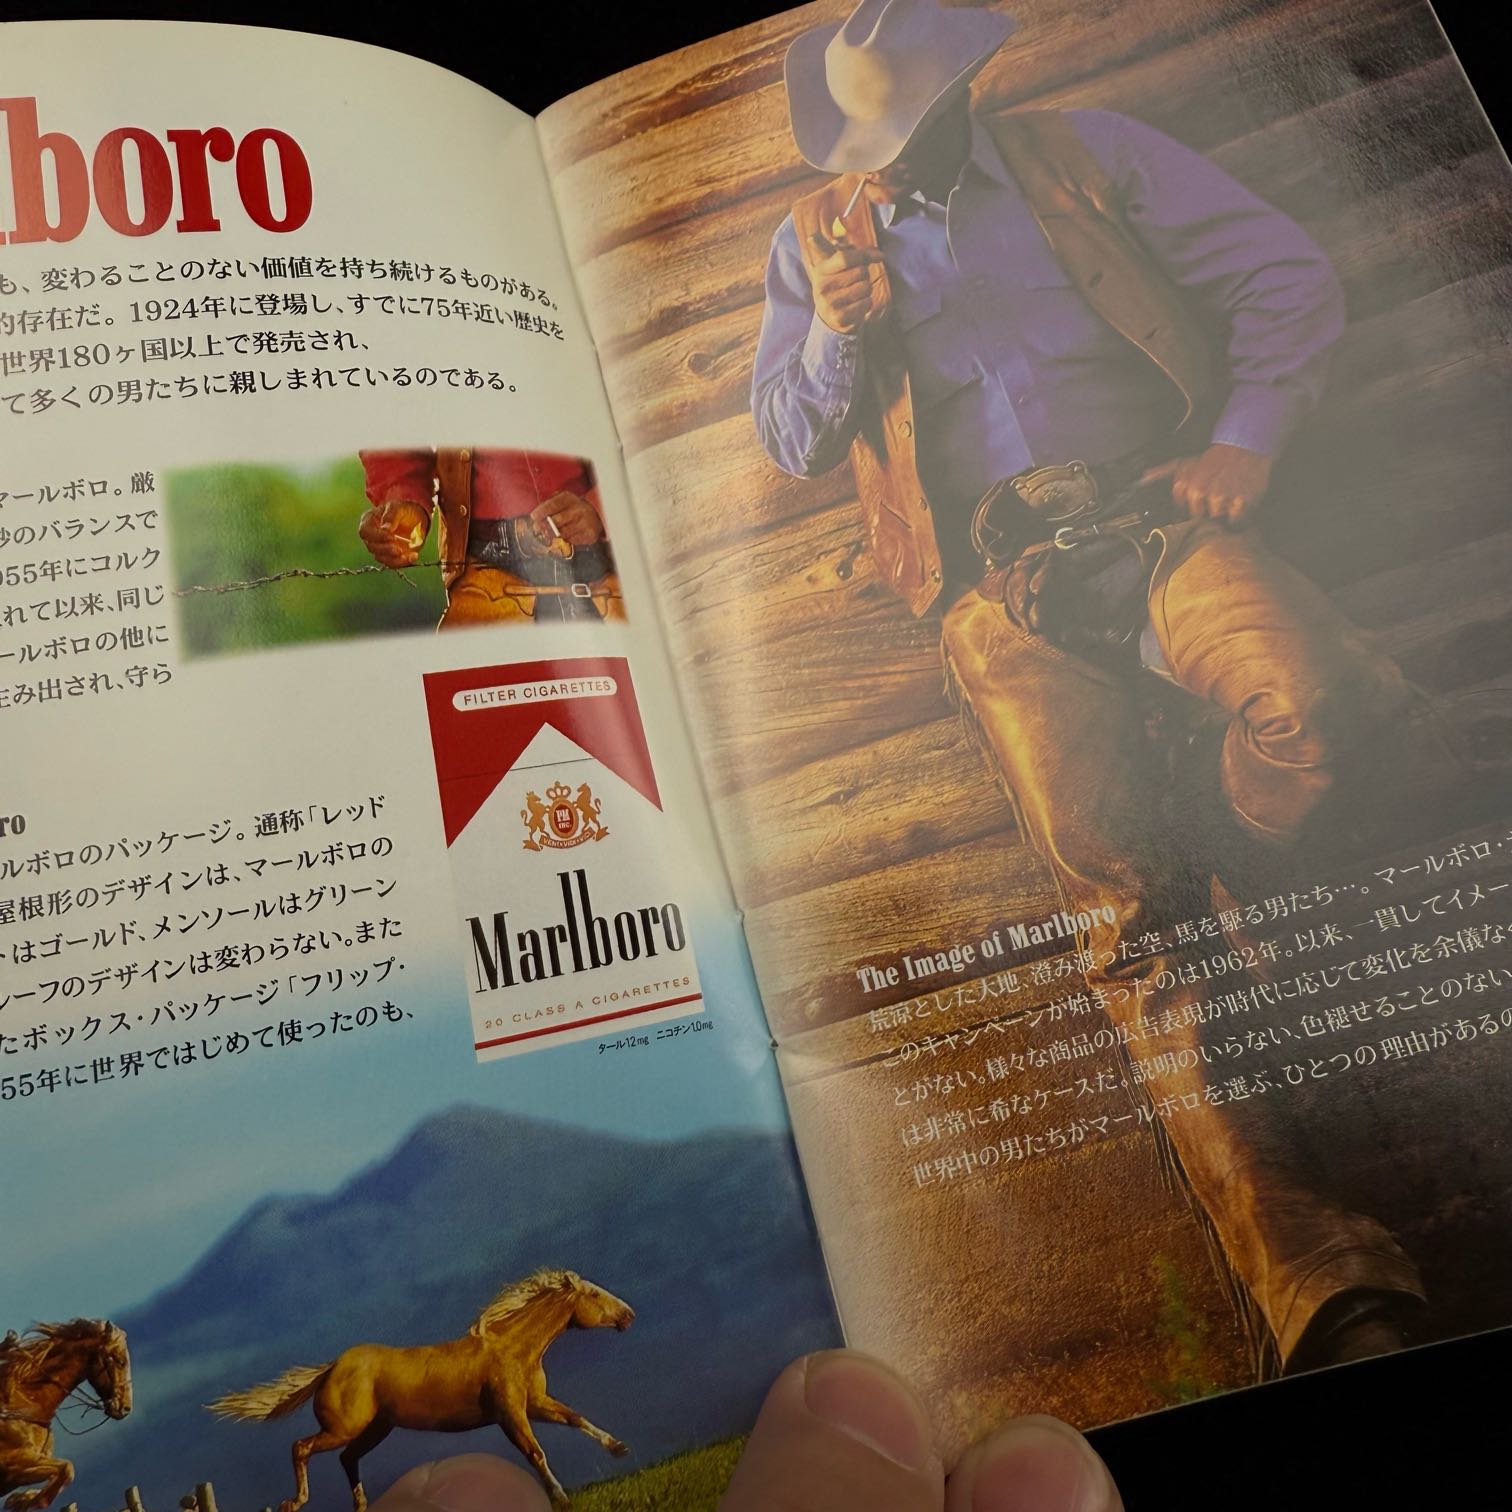 lboro
も、変わることのない価値を持ち続けるものがある。
的存在だ。1924年に登場し、すでに75年近い歴史を
世界180ヶ国以上で発売され、
て多くの男たちに親しまれているのである。
マールボロ。厳
妙のバランスで
955年にコルク
れて以来、同じ
ールボロの他に
生み出され、守ら
FILTER CIGARETTES
PM
INC.
VENI·VIDI·VICI
Marlboro
20 CLASS A CIGARETTES
タール12mg ニコチン1.0mg
ro
ルボロのパッケージ。通称「レッド
屋根形のデザインは、マールボロの
トはゴールド、メンソールはグリーン
ルーフのデザインは変わらない。また
たボックス・パッケージ「フリップ・
55年に世界ではじめて使ったのも、
The Image of Marlboro
荒涼とした大地、澄み渡った空、馬を駆る男たち…。マールボロ・
このキャンペーンが始まったのは1962年。以来、一貫してイメー
とがない。様々な商品の広告表現が時代に応じて変化を余儀なく
は非常に希なケースだ。説明のいらない、色褪せることのない
世界中の男たちがマールボロを選ぶ、ひとつの理由があるの